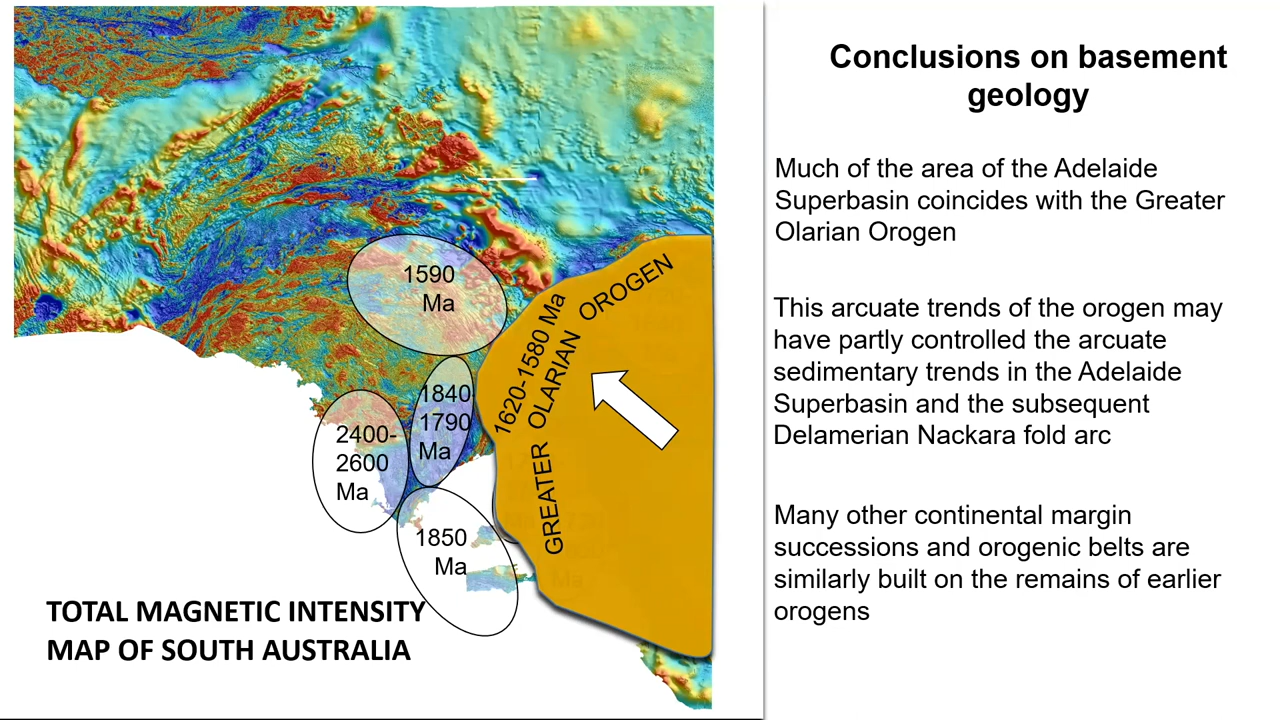 Conclusions on basement
geology
Much of the area of the Adelaide
Superbasin coincides with the Greater
Olarian Orogen
This arcuate trends of the orogen may
have partly controlled the arcuate
sedimentary trends in the Adelaide
Superbasin and the subsequent
Delamerian Nackara fold arc
Many other continental margin
successions and orogenic belts are
similarly built on the remains of earlier
orogens
1590
Ma
1840-
1790
Ma
2400-
2600
Ma
1850
Ma
1620-1580 Ma
GREATER OLARIAN OROGEN
TOTAL MAGNETIC INTENSITY
MAP OF SOUTH AUSTRALIA